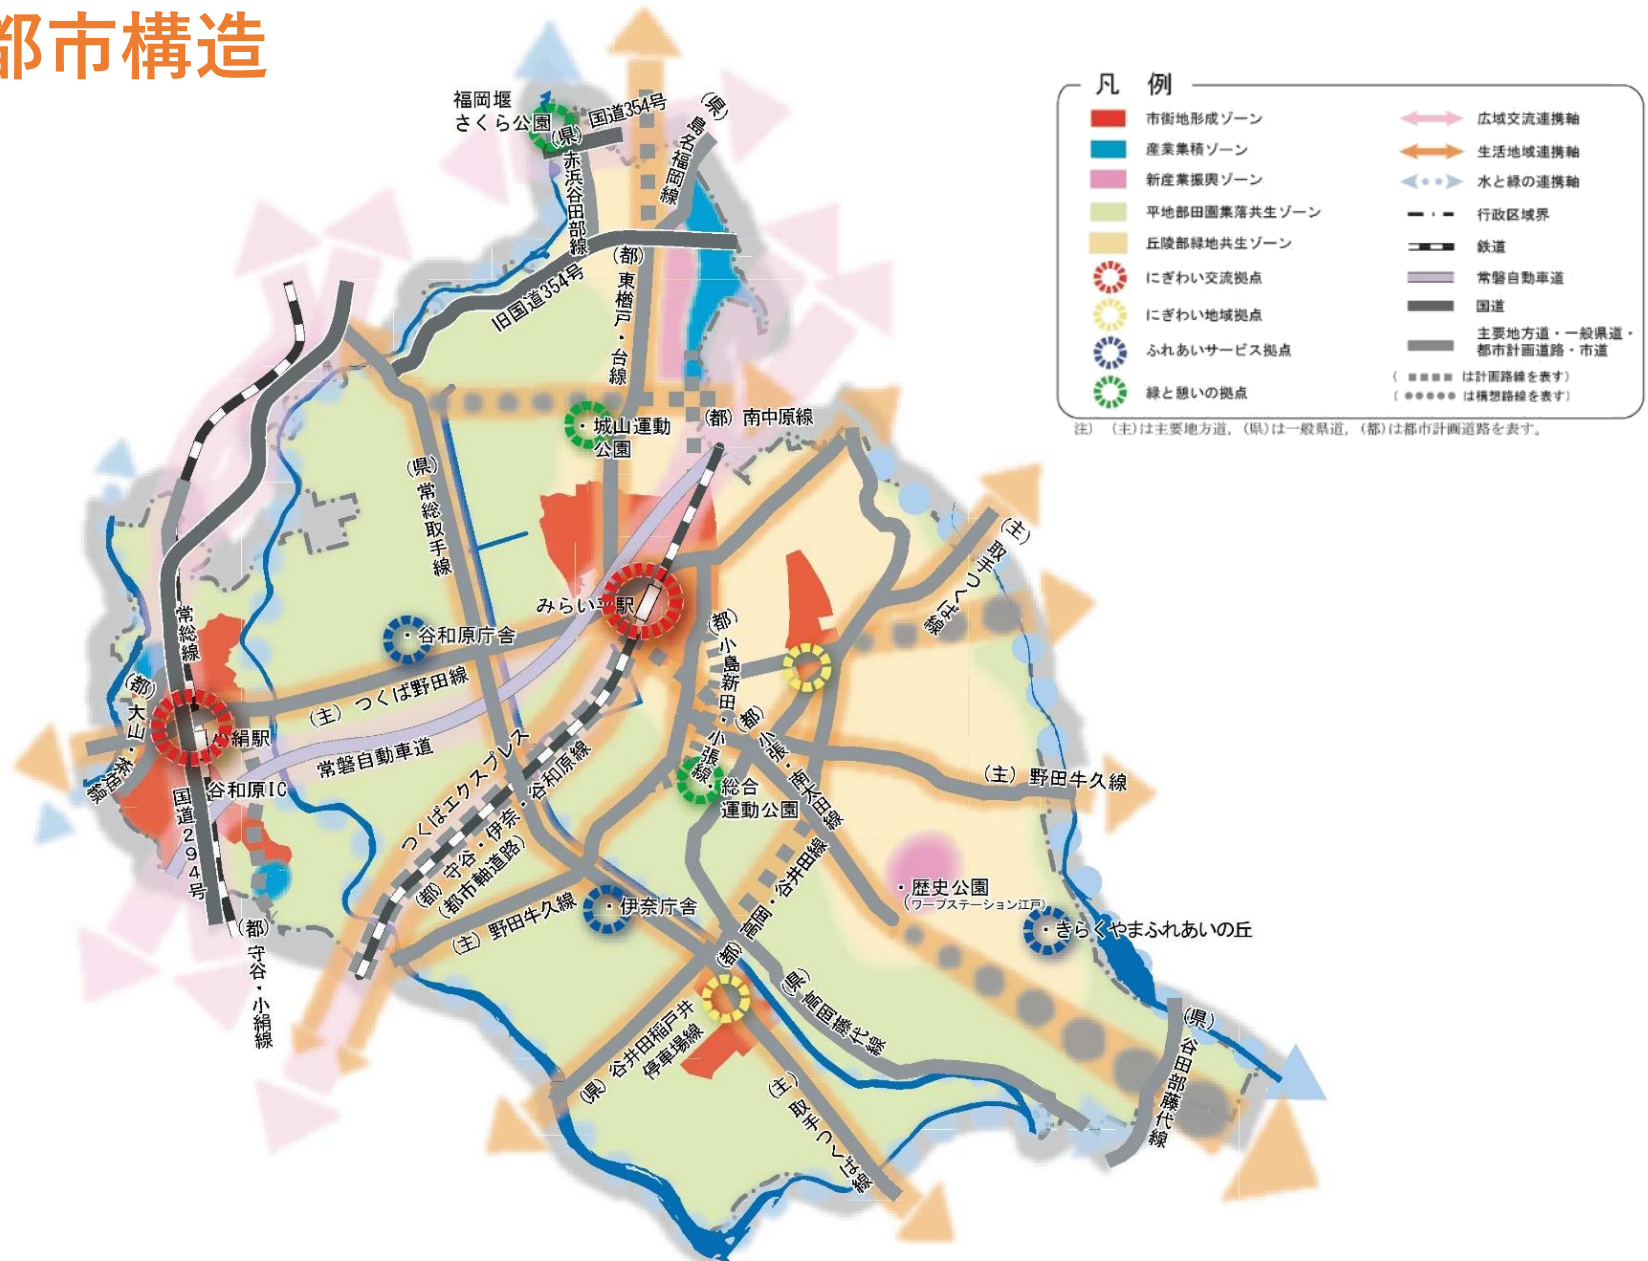 都市構造
凡例
市街地形成ゾーン
産業集積ゾーン
新産業振興ゾーン
平地部田園集落共生ゾーン
丘陵部緑地共生ゾーン
にぎわい交流拠点
にぎわい地域拠点
ふれあいサービス拠点
緑と憩いの拠点
広域交流連携軸
生活地域連携軸
水と緑の連携軸
行政区域界
鉄道
常磐自動車道
国道
主要地方道・一般県道・
都市計画道路・市道
( は計画路線を表す)
( は構想路線を表す)
注) (主)は主要地方道, (県)は一般県道, (都)は都市計画道路を表す。
福岡堰
さくら公園
国道354号
(県)島名福岡線
(県)赤浜谷田部線
旧国道354号
(都)東楢戸・台線
(都) 南中原線
・城山運動
公園
(県)常総取手線
みらい平駅
・谷和原庁舎
(主) つくば野田線
常磐自動車道
常総線
(都)大山・茶畑線
小絹駅
谷和原IC
国道294号
(都)守谷・小絹線
つくばエクスプレス
(都) 守谷・伊奈・谷和原線
(都市軸道路)
(主) 野田牛久線
・伊奈庁舎
(都)小島新田・小張線
(都)小張・南太田線
・総合
運動公園
(主)取手つくば線
(主) 野田牛久線
(都) 高岡・谷井田線
・歴史公園
(ワープステーション江戸)
・きらくやまふれあいの丘
(県)高岡藤代線
(県) 谷井田稲戸井
停車場線
(主)取手つくば線
(県)谷田部藤代線